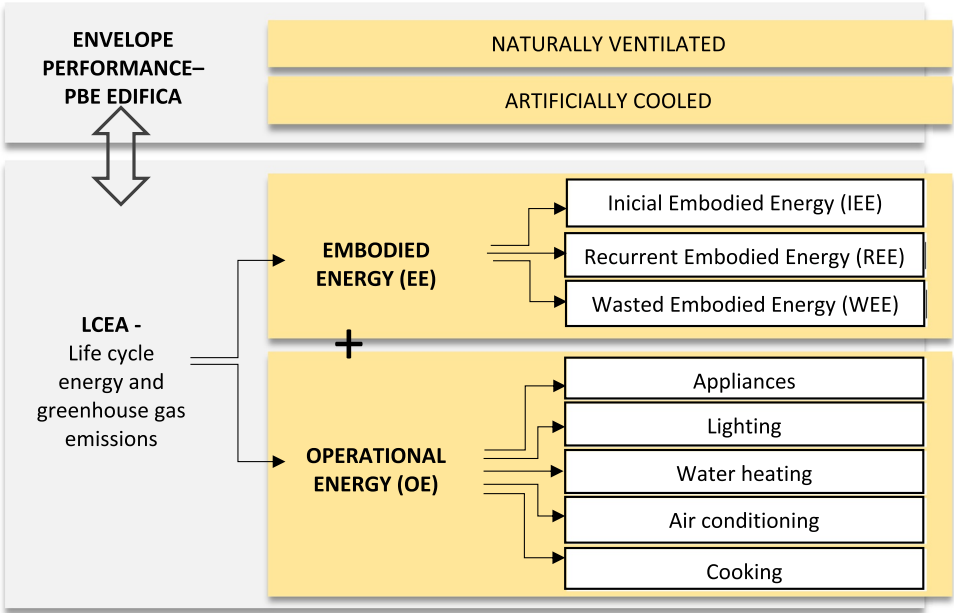 ENVELOPE
PERFORMANCE–
PBE EDIFICA
NATURALLY VENTILATED
ARTIFICIALLY COOLED
LCEA -
Life cycle
energy and
greenhouse gas
emissions
EMBODIED
ENERGY (EE)
Inicial Embodied Energy (IEE)
Recurrent Embodied Energy (REE)
Wasted Embodied Energy (WEE)
+
OPERATIONAL
ENERGY (OE)
Appliances
Lighting
Water heating
Air conditioning
Cooking